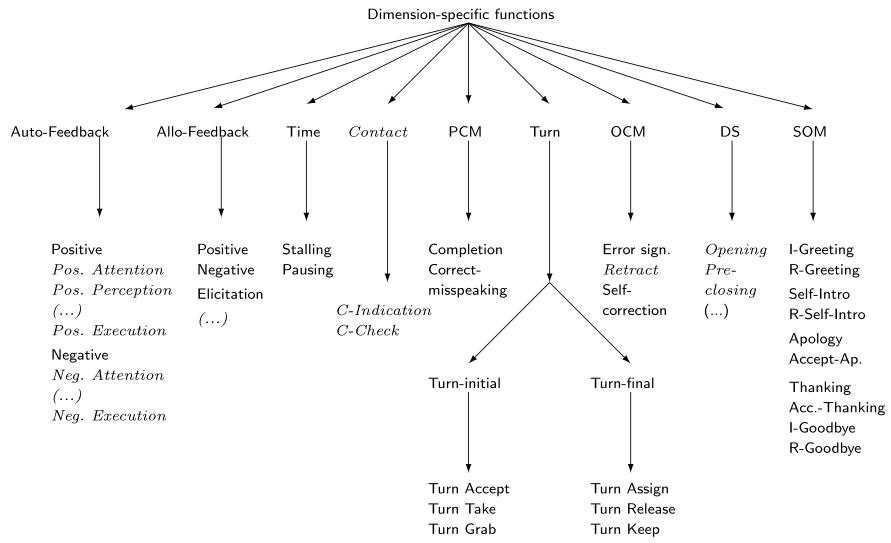 Dimension-specific functions
Auto-Feedback
Allo-Feedback
Time
Contact
PCM
Turn
OCM
DS
SOM
Positive
Pos. Attention
Pos. Perception
(...)
Pos. Execution
Negative
Neg. Attention
(...)
Neg. Execution
Positive
Negative
Elicitation
(...)
Stalling
Pausing
C-Indication
C-Check
Completion
Correct-
misspeaking
Turn-initial
Turn Accept
Turn Take
Turn Grab
Turn-final
Turn Assign
Turn Release
Turn Keep
Error sign.
Retract
Self-
correction
Opening
Pre-
closing
(...)
I-Greeting
R-Greeting
Self-Intro
R-Self-Intro
Apology
Accept-Ap.
Thanking
Acc.-Thanking
I-Goodbye
R-Goodbye